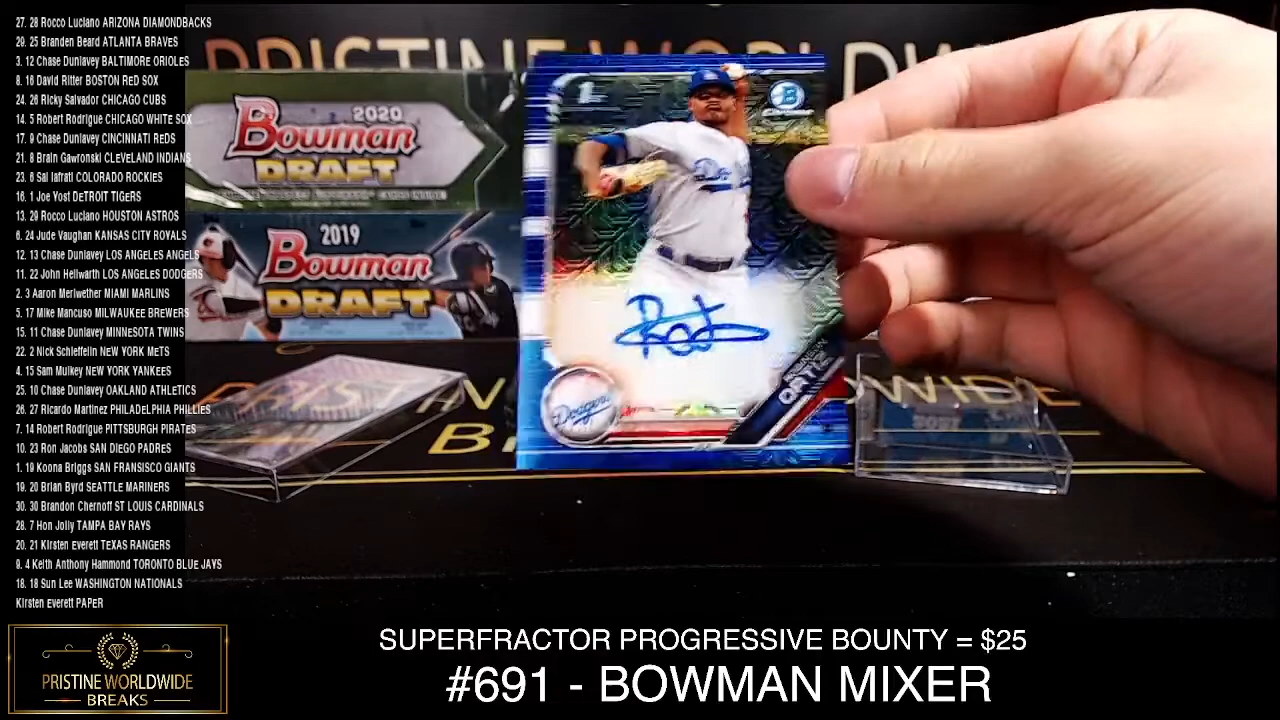 27. 28 Rocco Luciano ARIZONA DIAMONDBACKS
29. 25 Branden Beard ATLANTA BRAVES
3. 12 Chase Dunlavey BALTIMORE ORIOLES
8. 16 David Ritter BOSTON RED SOX
24. 26 Ricky Salvador CHICAGO CUBS
14. 5 Robert Rodrigue CHICAGO WHITE SOX
17. 9 Chase Dunlavey CINCINNATI REDS
21. 8 Brain Gawronski CLEVELAND INDIANS
23. 6 Sal Iafrati COLORADO ROCKIES
16. 1 Joe Yost DETROIT TIGERS
13. 29 Rocco Luciano HOUSTON ASTROS
6. 24 Jude Vaughan KANSAS CITY ROYALS
12. 13 Chase Dunlavey LOS ANGELES ANGELS
11. 22 John Hellwarth LOS ANGELES DODGERS
2. 3 Aaron Meriwether MIAMI MARLINS
5. 17 Mike Mancuso MILWAUKEE BREWERS
15. 11 Chase Dunlavey MINNESOTA TWINS
22. 2 Nick Schieffelin NEW YORK METS
4. 15 Sam Mulkey NEW YORK YANKEES
25. 10 Chase Dunlavey OAKLAND ATHLETICS
26. 27 Ricardo Martinez PHILADELPHIA PHILLIES
7. 14 Robert Rodrigue PITTSBURGH PIRATES
10. 23 Ron Jacobs SAN DIEGO PADRES
1. 19 Koona Briggs SAN FRANSISCO GIANTS
19. 20 Brian Byrd SEATTLE MARINERS
30. 30 Brandon Chernoff ST LOUIS CARDINALS
28. 7 Hon Jolly TAMPA BAY RAYS
20. 21 Kirsten Everett TEXAS RANGERS
9. 4 Keith Anthony Hammond TORONTO BLUE JAYS
18. 18 Sun Lee WASHINGTON NATIONALS
Kirsten Everett PAPER
PRISTINE WORLDWIDE
BREAKS
PRISTINE WORLDW
2020
Bowman
DRAFT
2019
Bowman
DRAFT
1st
B
Chrome
Dodgers
ORTIZ
SUPERFRACTOR PROGRESSIVE BOUNTY = $25
#691 - BOWMAN MIXER